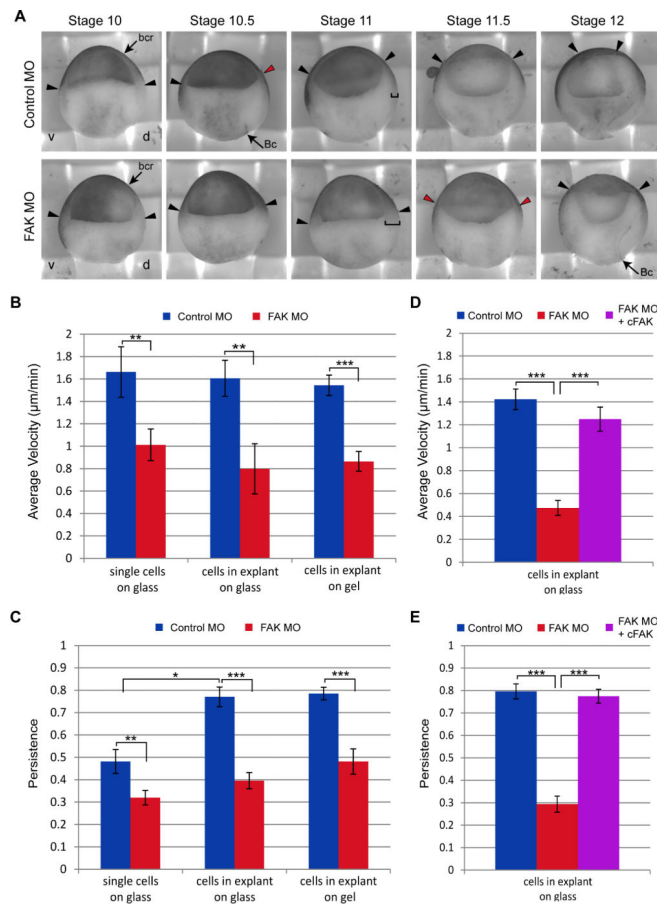 A
Stage 10 Stage 10.5 Stage 11 Stage 11.5 Stage 12
Control MO
bcr
v d
Bc
FAK MO
bcr
v d
Bc
B
Control MO FAK MO
Average Velocity (µm/min)
2
1.8
1.6
1.4
1.2
1
0.8
0.6
0.4
0.2
0
** ** ***
single cells cells in explant cells in explant
on glass on glass on gel
D
Control MO FAK MO FAK MO
+ cFAK
Average Velocity (µm/min)
2
1.8
1.6
1.4
1.2
1
0.8
0.6
0.4
0.2
0
*** ***
cells in explant
on glass
C
Control MO FAK MO
Persistence
1
0.9
0.8
0.7
0.6
0.5
0.4
0.3
0.2
0.1
0
** * *** ***
single cells cells in explant cells in explant
on glass on glass on gel
E
Control MO FAK MO FAK MO
+ cFAK
Persistence
1
0.9
0.8
0.7
0.6
0.5
0.4
0.3
0.2
0.1
0
*** ***
cells in explant
on glass